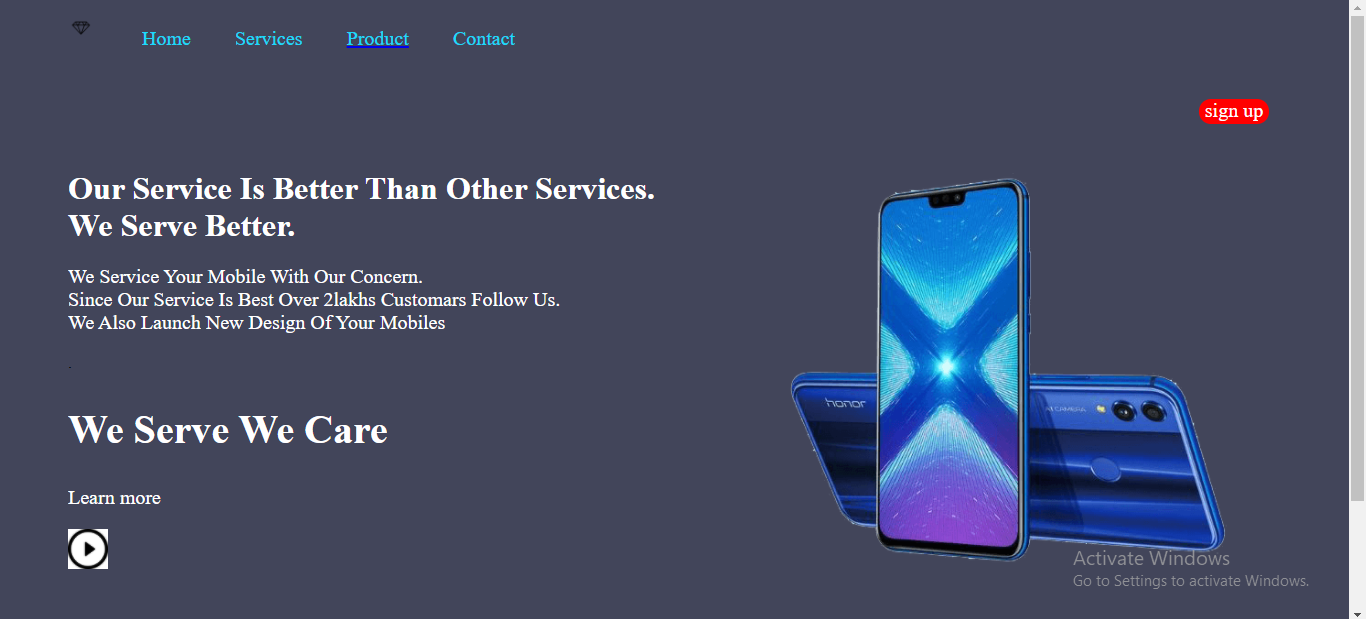 Home Services Product Contact
sign up
Our Service Is Better Than Other Services.
We Serve Better.
We Service Your Mobile With Our Concern.
Since Our Service Is Best Over 2lakhs Customars Follow Us.
We Also Launch New Design Of Your Mobiles
.
We Serve We Care
Learn more
honor
AI CAMERA
Activate Windows
Go to Settings to activate Windows.